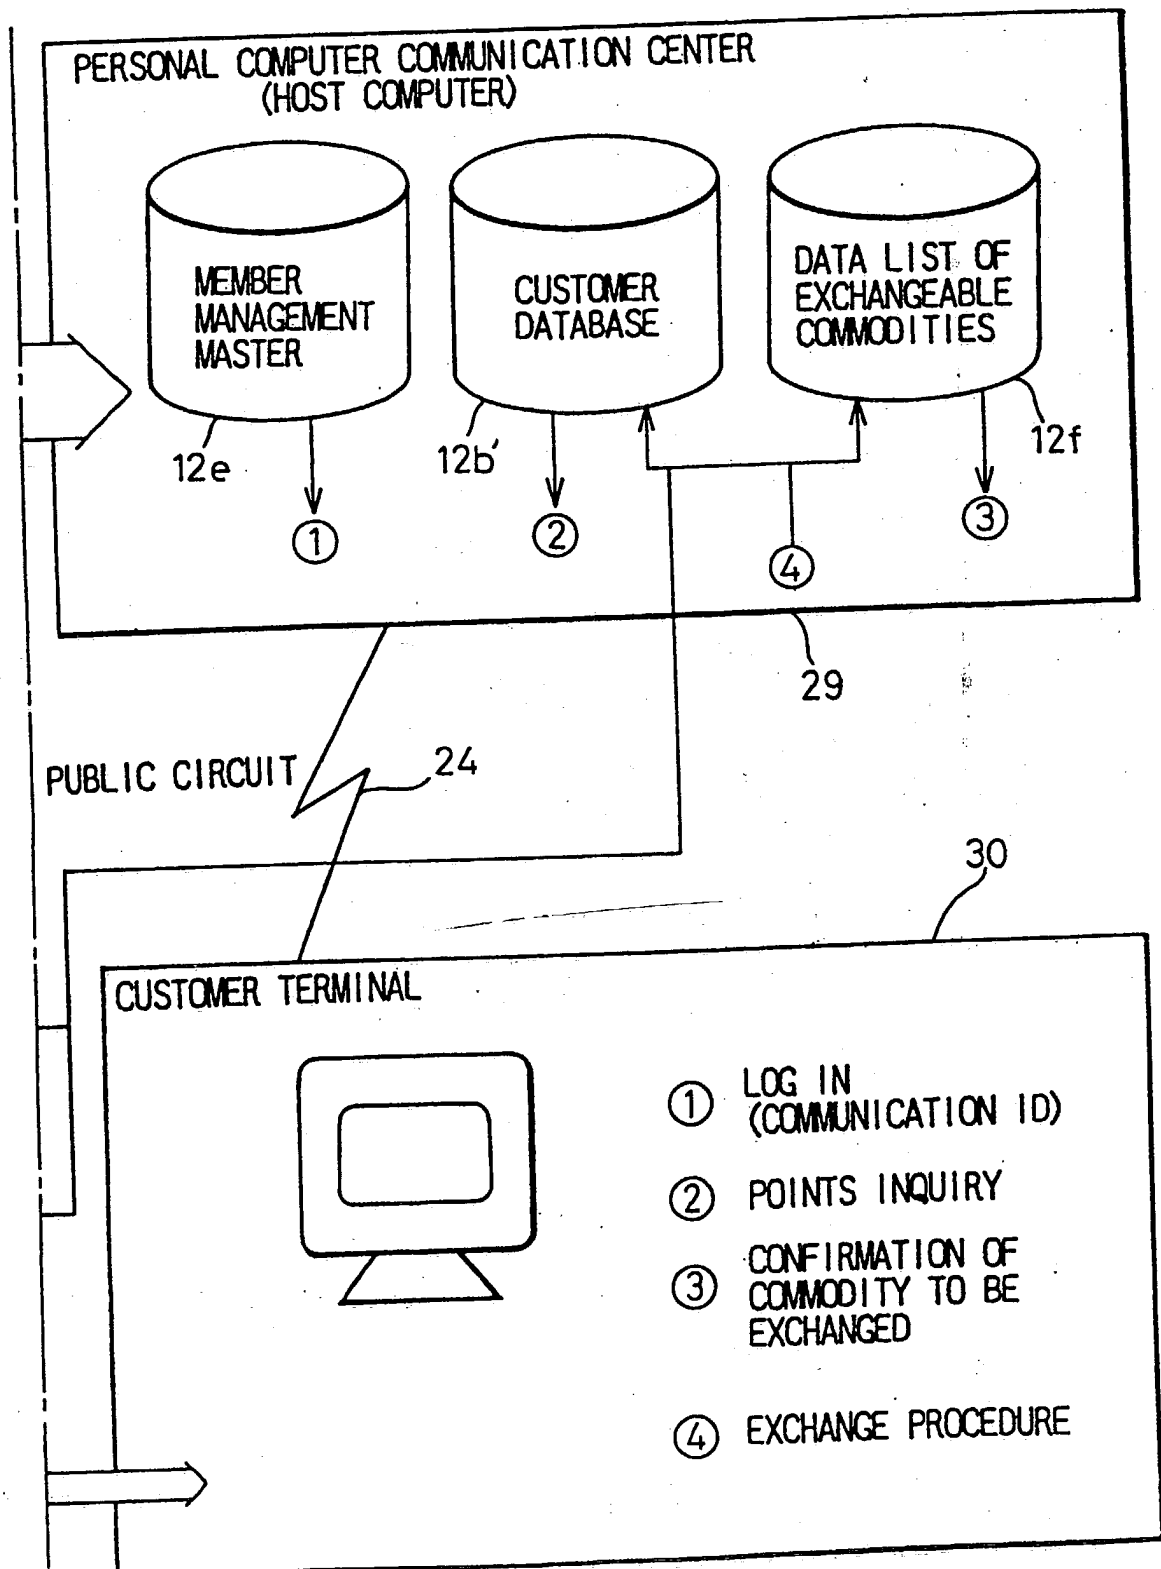 PERSONAL COMPUTER COMMUNICATION CENTER
(HOST COMPUTER)
MEMBER
MANAGEMENT
MASTER
CUSTOMER
DATABASE
DATA LIST OF
EXCHANGEABLE
COMMODITIES
12e
12b'
12f
1
2
3
4
29
PUBLIC CIRCUIT
24
30
CUSTOMER TERMINAL
1 LOG IN
(COMMUNICATION ID)
2 POINTS INQUIRY
3 CONFIRMATION OF
COMMODITY TO BE
EXCHANGED
4 EXCHANGE PROCEDURE